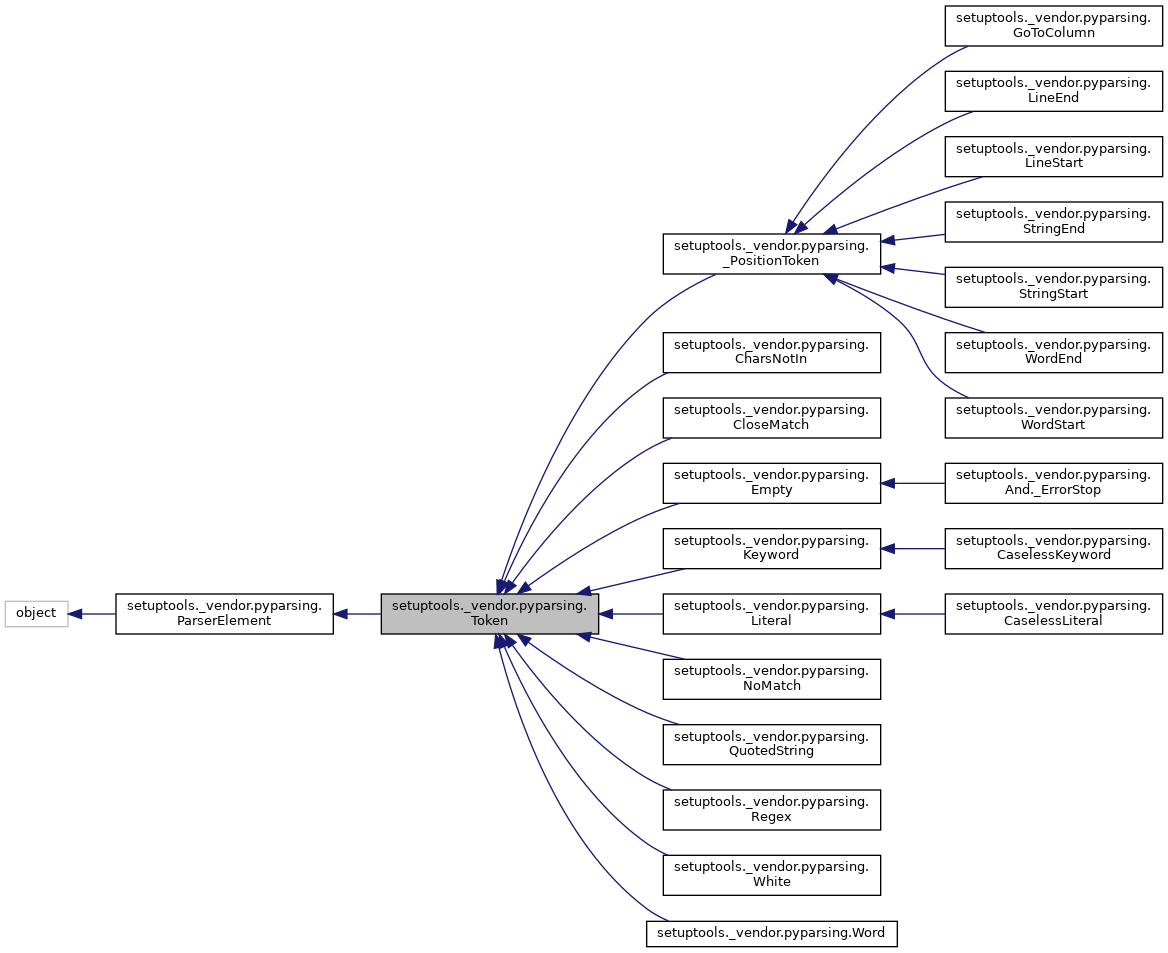 setuptools._vendor.pyparsing.
GoToColumn
setuptools._vendor.pyparsing.
LineEnd
setuptools._vendor.pyparsing.
LineStart
setuptools._vendor.pyparsing.
StringEnd
setuptools._vendor.pyparsing.
_PositionToken
setuptools._vendor.pyparsing.
StringStart
setuptools._vendor.pyparsing.
CharsNotIn
setuptools._vendor.pyparsing.
WordEnd
setuptools._vendor.pyparsing.
CloseMatch
setuptools._vendor.pyparsing.
WordStart
setuptools._vendor.pyparsing.
Empty
setuptools._vendor.pyparsing.
And._ErrorStop
setuptools._vendor.pyparsing.
Keyword
setuptools._vendor.pyparsing.
CaselessKeyword
object
setuptools._vendor.pyparsing.
ParserElement
setuptools._vendor.pyparsing.
Token
setuptools._vendor.pyparsing.
Literal
setuptools._vendor.pyparsing.
CaselessLiteral
setuptools._vendor.pyparsing.
NoMatch
setuptools._vendor.pyparsing.
QuotedString
setuptools._vendor.pyparsing.
Regex
setuptools._vendor.pyparsing.
White
setuptools._vendor.pyparsing.Word